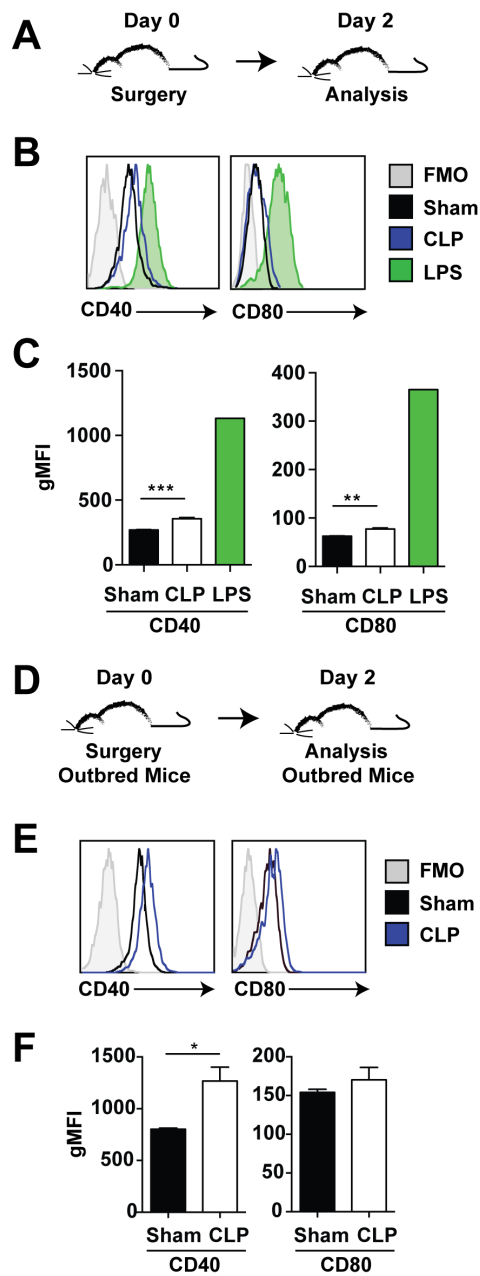 A
Day 0 Day 2
Surgery Analysis
B
FMO
Sham
CLP
LPS
CD40 CD80
C
gMFI
1500
1000
500
0
***
Sham CLP LPS
CD40
400
300
200
100
0
**
Sham CLP LPS
CD80
D
Day 0 Day 2
Surgery Analysis
Outbred Mice Outbred Mice
E
FMO
Sham
CLP
CD40 CD80
F
gMFI
1500
1000
500
0
*
Sham CLP
CD40
200
150
100
50
0
Sham CLP
CD80